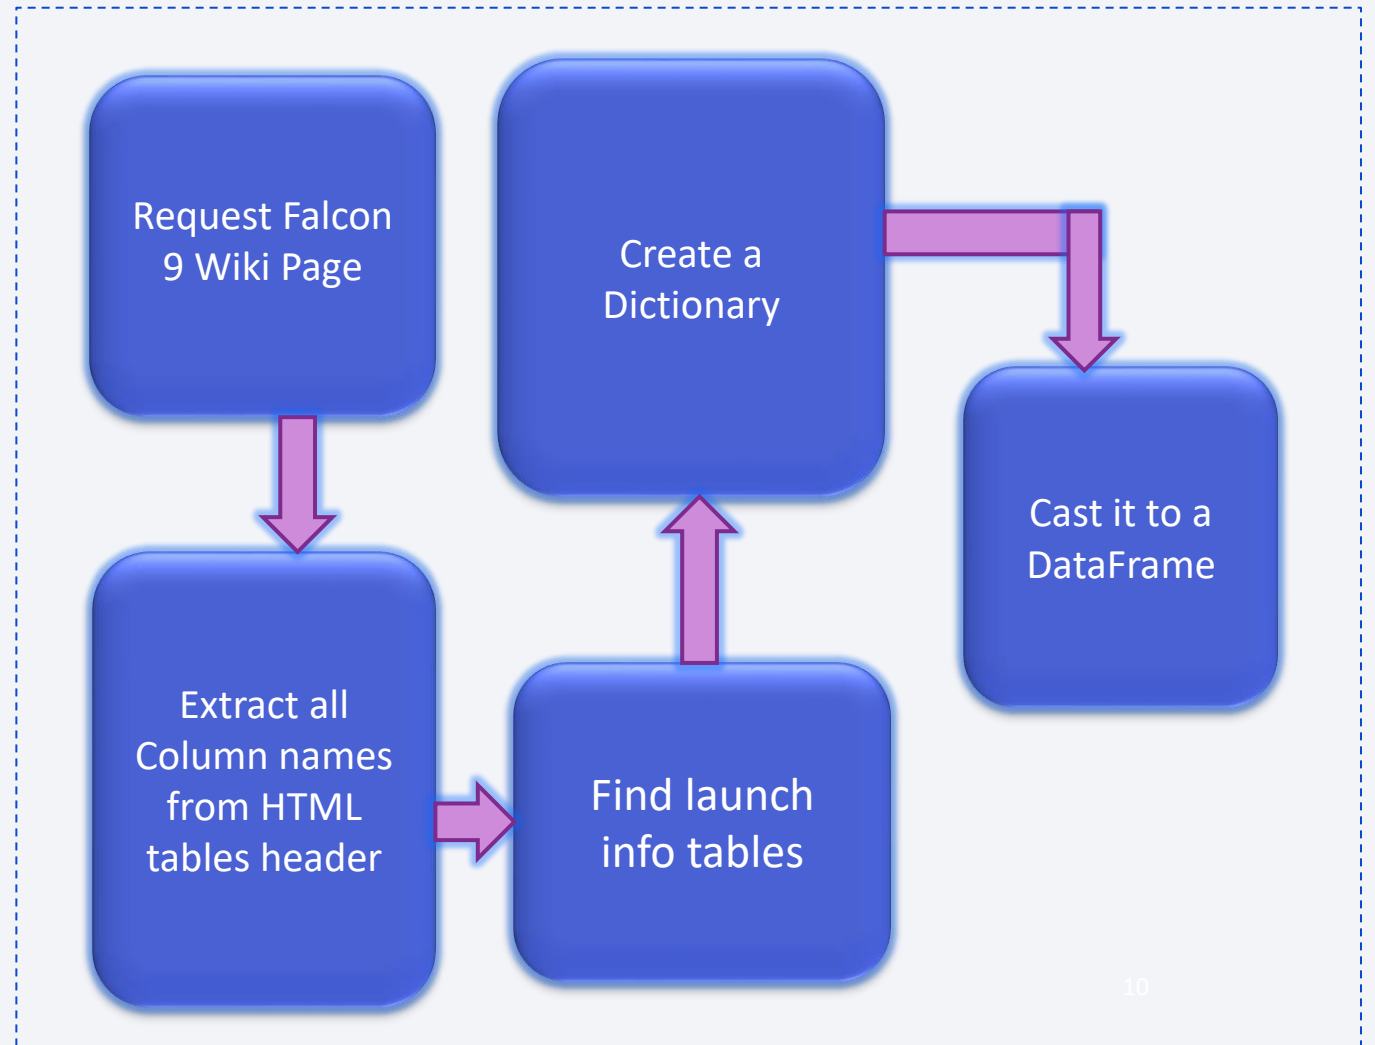 Request Falcon
9 Wiki Page
Extract all
Column names
from HTML
tables header
Find launch
info tables
Create a
Dictionary
Cast it to a
DataFrame
10